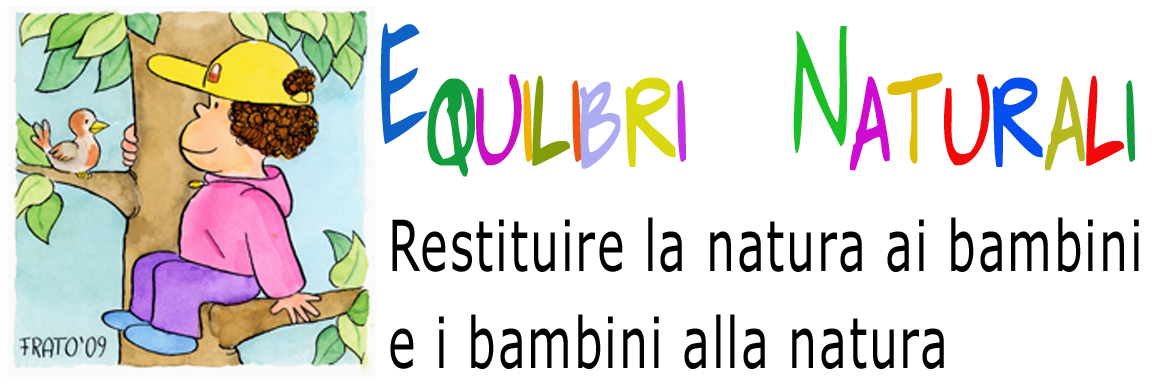 EQUILIBRI NATURALI
Restituire la natura ai bambini
e i bambini alla natura
FRATO'09